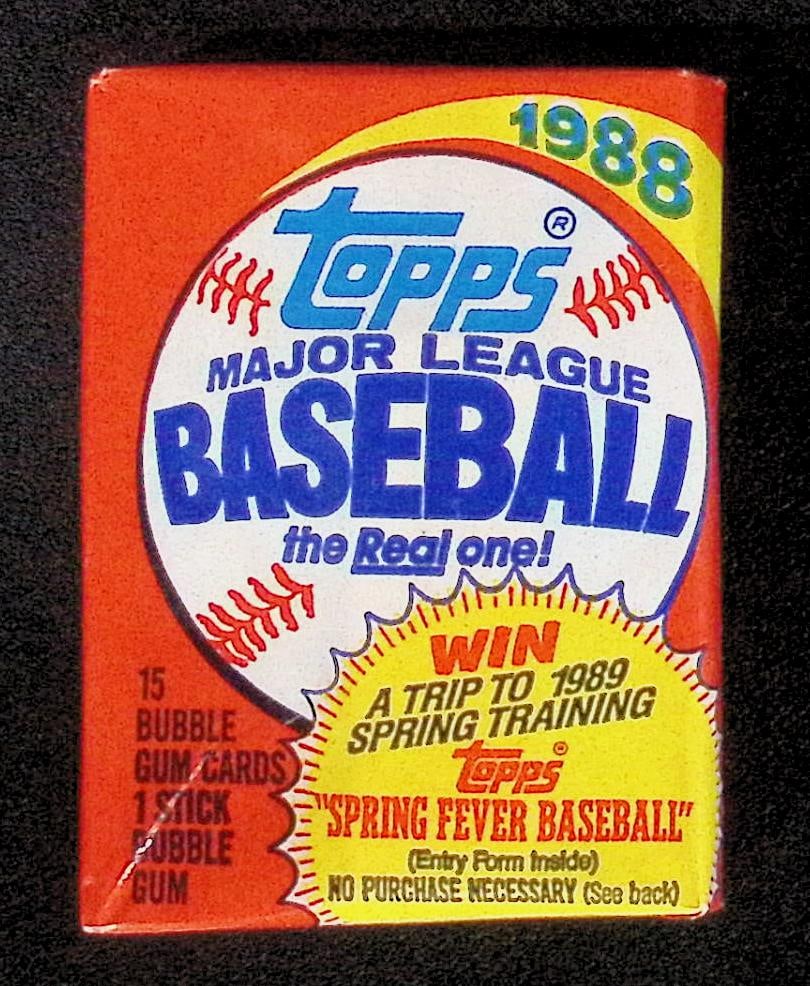 1988
Topps®
MAJOR LEAGUE
BASEBALL
the Real one!
WIN
A TRIP TO 1989
SPRING TRAINING
Topps®
"SPRING FEVER BASEBALL"
(Entry Form Inside)
NO PURCHASE NECESSARY (See back)
15
BUBBLE
GUM CARDS
1 STICK
BUBBLE
GUM